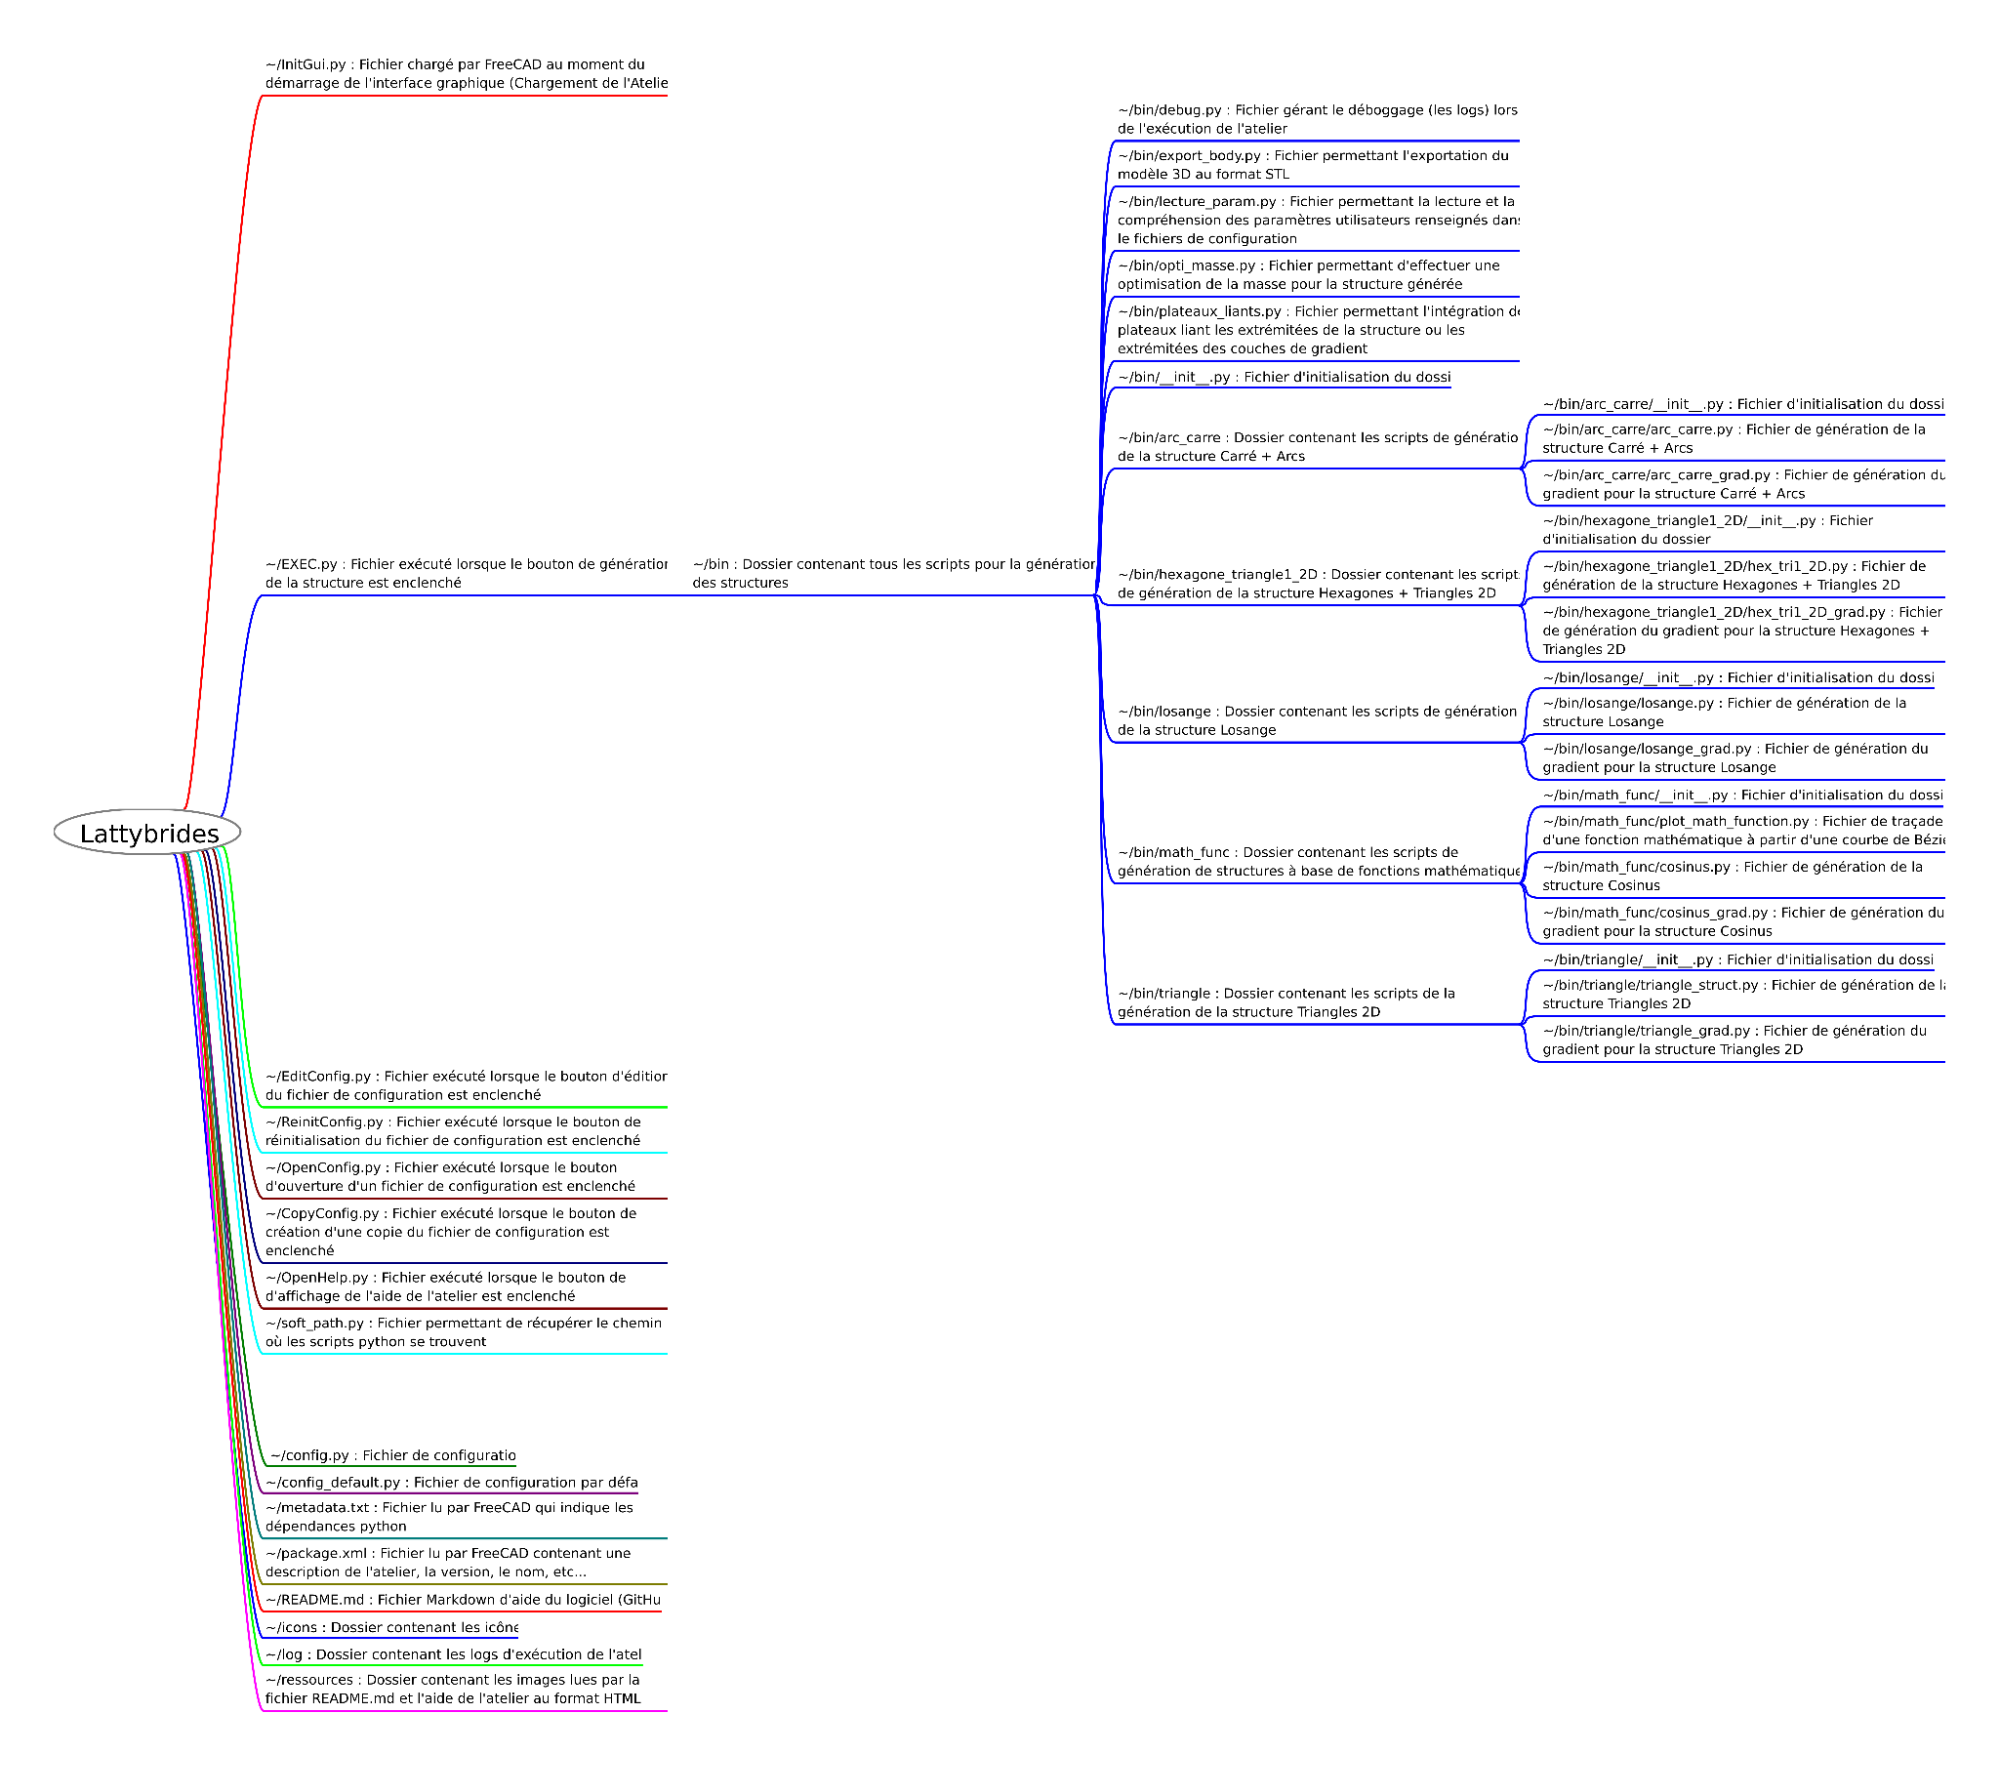 ~/InitGui.py : Fichier chargé par FreeCAD au moment du
démarrage de l'interface graphique (Chargement de l'Atelie
~/EXEC.py : Fichier exécuté lorsque le bouton de génération
de la structure est enclenché
~/bin : Dossier contenant tous les scripts pour la génération
des structures
~/bin/debug.py : Fichier gérant le déboggage (les logs) lors
de l'exécution de l'atelier
~/bin/export_body.py : Fichier permettant l'exportation du
modèle 3D au format STL
~/bin/lecture_param.py : Fichier permettant la lecture et la
compréhension des paramètres utilisateurs renseignés dans
le fichiers de configuration
~/bin/opti_masse.py : Fichier permettant d'effectuer une
optimisation de la masse pour la structure générée
~/bin/plateaux_liants.py : Fichier permettant l'intégration de
plateaux liant les extrémitées de la structure ou les
extrémitées des couches de gradient
~/bin/__init__.py : Fichier d'initialisation du dossi
~/bin/arc_carre : Dossier contenant les scripts de génératio
de la structure Carré + Arcs
~/bin/arc_carre/__init__.py : Fichier d'initialisation du dossi
~/bin/arc_carre/arc_carre.py : Fichier de génération de la
structure Carré + Arcs
~/bin/arc_carre/arc_carre_grad.py : Fichier de génération du
gradient pour la structure Carré + Arcs
~/bin/hexagone_triangle1_2D : Dossier contenant les scripts
de génération de la structure Hexagones + Triangles 2D
~/bin/hexagone_triangle1_2D/__init__.py : Fichier
d'initialisation du dossier
~/bin/hexagone_triangle1_2D/hex_tri1_2D.py : Fichier de
génération de la structure Hexagones + Triangles 2D
~/bin/hexagone_triangle1_2D/hex_tri1_2D_grad.py : Fichier
de génération du gradient pour la structure Hexagones +
Triangles 2D
~/bin/losange : Dossier contenant les scripts de génération
de la structure Losange
~/bin/losange/__init__.py : Fichier d'initialisation du dossi
~/bin/losange/losange.py : Fichier de génération de la
structure Losange
~/bin/losange/losange_grad.py : Fichier de génération du
gradient pour la structure Losange
~/bin/math_func : Dossier contenant les scripts de
génération de structures à base de fonctions mathématique
~/bin/math_func/__init__.py : Fichier d'initialisation du dossi
~/bin/math_func/plot_math_function.py : Fichier de traçade
d'une fonction mathématique à partir d'une courbe de Bézie
~/bin/math_func/cosinus.py : Fichier de génération de la
structure Cosinus
~/bin/math_func/cosinus_grad.py : Fichier de génération du
gradient pour la structure Cosinus
~/bin/triangle : Dossier contenant les scripts de la
génération de la structure Triangles 2D
~/bin/triangle/__init__.py : Fichier d'initialisation du dossi
~/bin/triangle/triangle_struct.py : Fichier de génération de la
structure Triangles 2D
~/bin/triangle/triangle_grad.py : Fichier de génération du
gradient pour la structure Triangles 2D
Lattybrides
~/EditConfig.py : Fichier exécuté lorsque le bouton d'édition
du fichier de configuration est enclenché
~/ReinitConfig.py : Fichier exécuté lorsque le bouton de
réinitialisation du fichier de configuration est enclenché
~/OpenConfig.py : Fichier exécuté lorsque le bouton
d'ouverture d'un fichier de configuration est enclenché
~/CopyConfig.py : Fichier exécuté lorsque le bouton de
création d'une copie du fichier de configuration est
enclenché
~/OpenHelp.py : Fichier exécuté lorsque le bouton de
d'affichage de l'aide de l'atelier est enclenché
~/soft_path.py : Fichier permettant de récupérer le chemin
où les scripts python se trouvent
~/config.py : Fichier de configuratio
~/config_default.py : Fichier de configuration par défa
~/metadata.txt : Fichier lu par FreeCAD qui indique les
dépendances python
~/package.xml : Fichier lu par FreeCAD contenant une
description de l'atelier, la version, le nom, etc...
~/README.md : Fichier Markdown d'aide du logiciel (GitHu
~/icons : Dossier contenant les icône
~/log : Dossier contenant les logs d'exécution de l'atel
~/ressources : Dossier contenant les images lues par la
fichier README.md et l'aide de l'atelier au format HTML